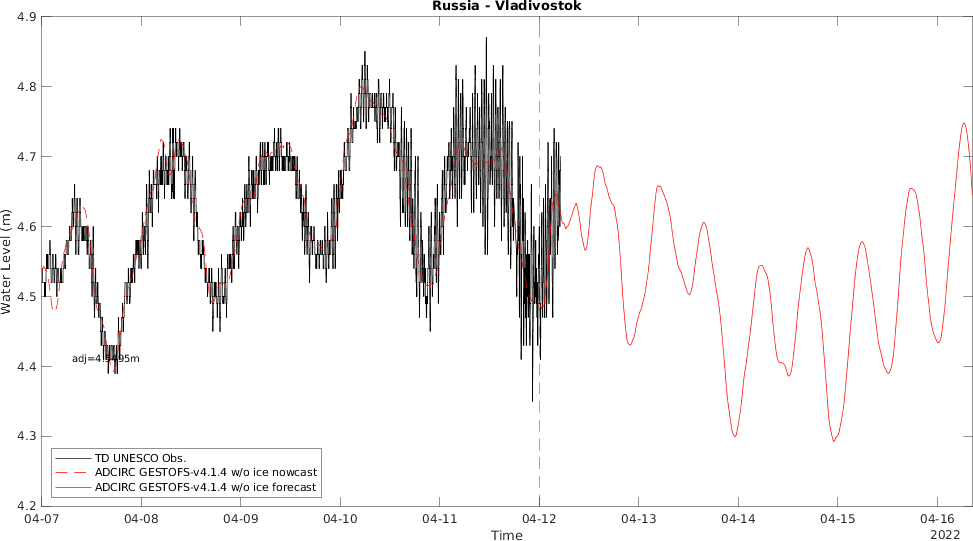 Russia - Vladivostok
4.9
4.8
4.7
4.6
4.5
4.4
4.3
4.2
Water Level (m)
TD UNESCO Obs.
ADCIRC GESTOFS-v4.1.4 w/o ice nowcast
ADCIRC GESTOFS-v4.1.4 w/o ice forecast
04-07 04-08 04-09 04-10 04-11 04-12 04-13 04-14 04-15 04-16
Time
2022